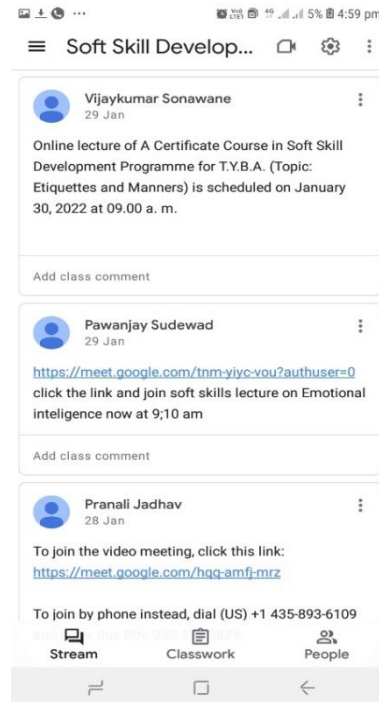 5% 4:59 pm
Soft Skill Develop...
Vijaykumar Sonawane
29 Jan
Online lecture of A Certificate Course in Soft Skill
Development Programme for T.Y.B.A. (Topic:
Etiquettes and Manners) is scheduled on January
30, 2022 at 09.00 a. m.
Add class comment
Pawanjay Sudewad
29 Jan
https://meet.google.com/tnm-yiyc-vou?authuser=0
click the link and join soft skills lecture on Emotional
inteligence now at 9;10 am
Add class comment
Pranali Jadhav
28 Jan
To join the video meeting, click this link:
https://meet.google.com/hqq-amfj-mrz
To join by phone instead, dial (US) +1 435-893-6109
Stream Classwork People